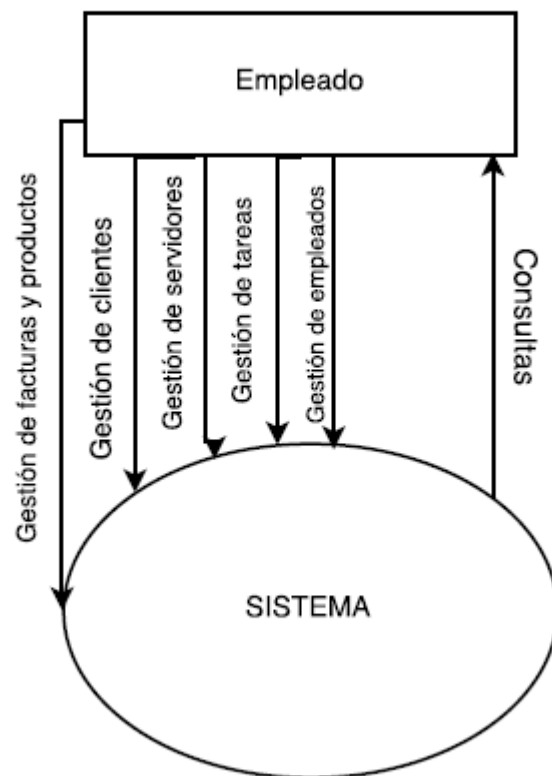 Empleado
Gestión de facturas y productos
Gestión de clientes
Gestión de servidores
Gestión de tareas
Gestión de empleados
Consultas
SISTEMA